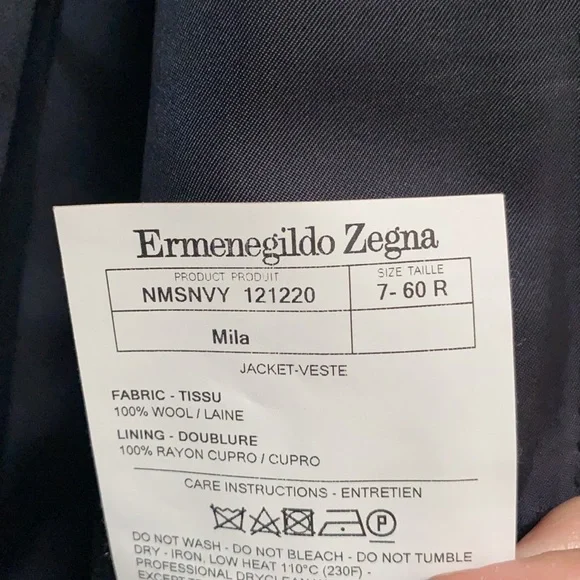 Ermenegildo Zegna
PRODUCT PRODUIT
SIZE TAILLE
NMSNVY 121220
7- 60 R
Mila
JACKET-VESTE
FABRIC - TISSU
100% WOOL / LAINE
LINING - DOUBLURE
100% RAYON CUPRO / CUPRO
CARE INSTRUCTIONS - ENTRETIEN
P
DO NOT WASH - DO NOT BLEACH - DO NOT TUMBLE
DRY - IRON, LOW HEAT 110°C (230F) -
PROFESSIONAL DRYCLEAN
EXCEPT